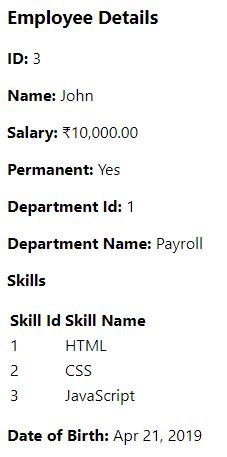 Employee Details
ID: 3
Name: John
Salary: ₹10,000.00
Permanent: Yes
Department Id: 1
Department Name: Payroll
Skills
Skill Id Skill Name
1 HTML
2 CSS
3 JavaScript
Date of Birth: Apr 21, 2019